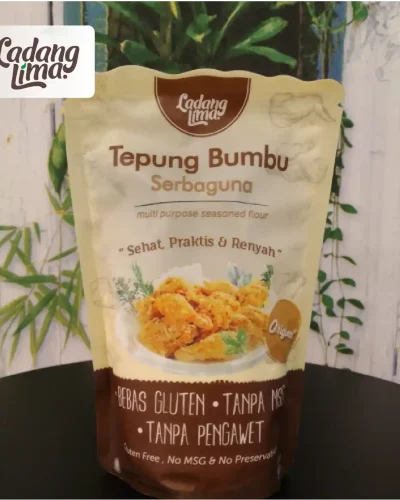 Ladang
Lima
Ladang
Lima
Tepung Bumbu
Serbaguna
multi purpose seasoned flour
"Sehat, Praktis & Renyah"
Original
•BEBAS GLUTEN •TANPA MSG
•TANPA PENGAWET
Gluten Free, No MSG & No Preservative